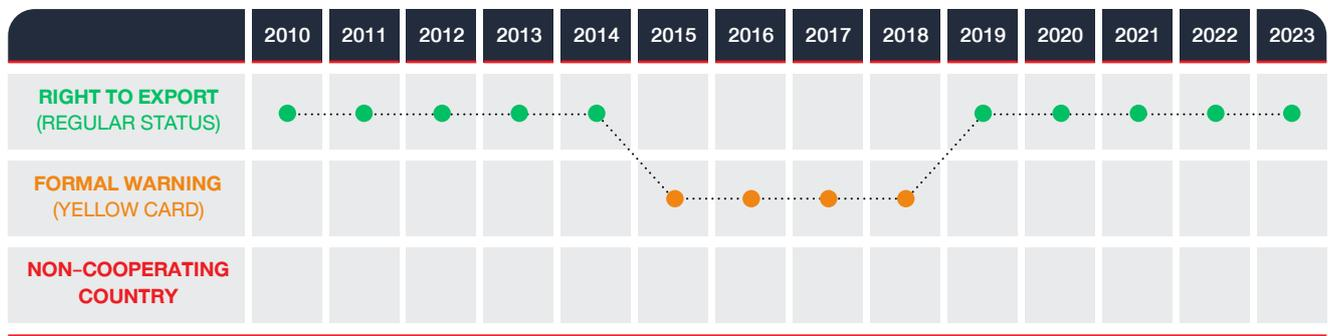 2010 2011 2012 2013 2014 2015 2016 2017 2018 2019 2020 2021 2022 2023
RIGHT TO EXPORT
(REGULAR STATUS)
FORMAL WARNING
(YELLOW CARD)
NON–COOPERATING
COUNTRY